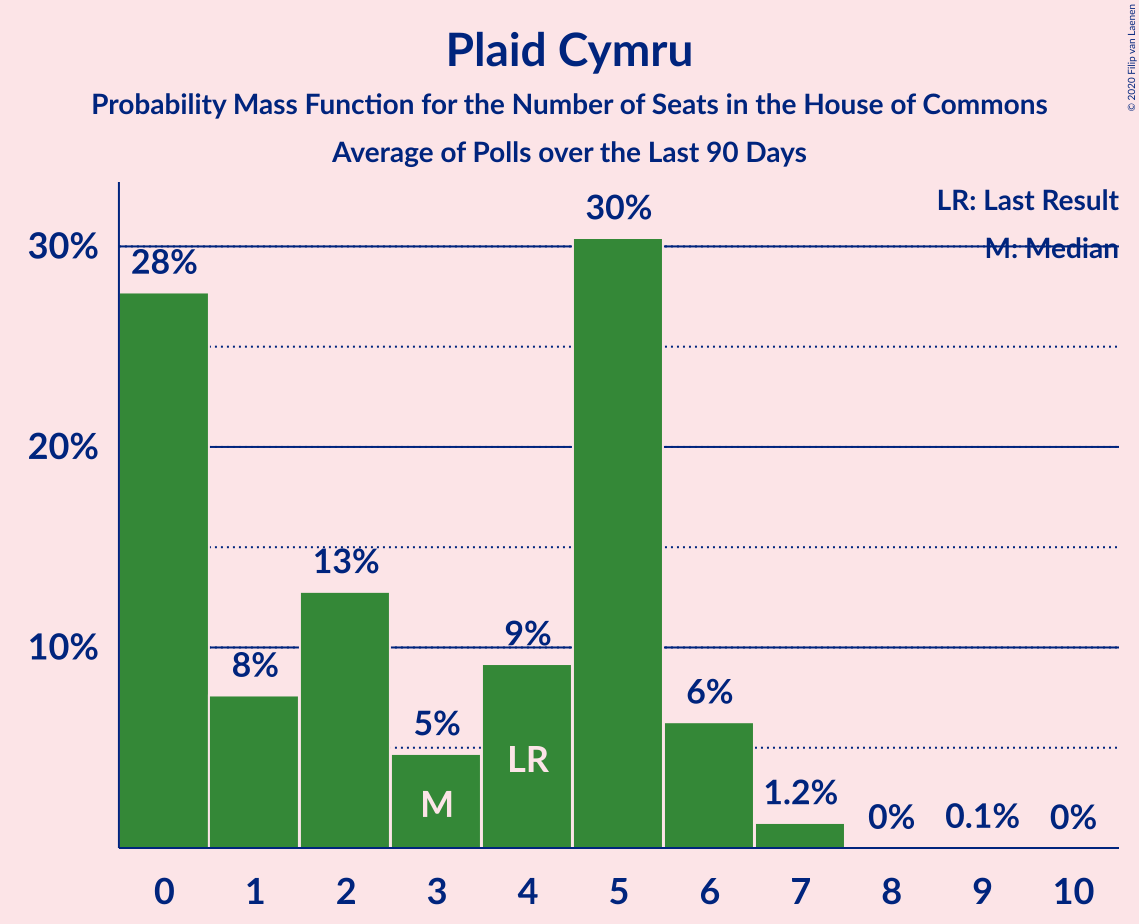 Plaid Cymru
Probability Mass Function for the Number of Seats in the House of Commons
Average of Polls over the Last 90 Days
© 2020 Filip van Laenen
LR: Last Result
M: Median
30%
20%
10%
28%
8%
13%
5%
9%
30%
6%
1.2%
0%
0.1%
0%
M
LR
0 1 2 3 4 5 6 7 8 9 10